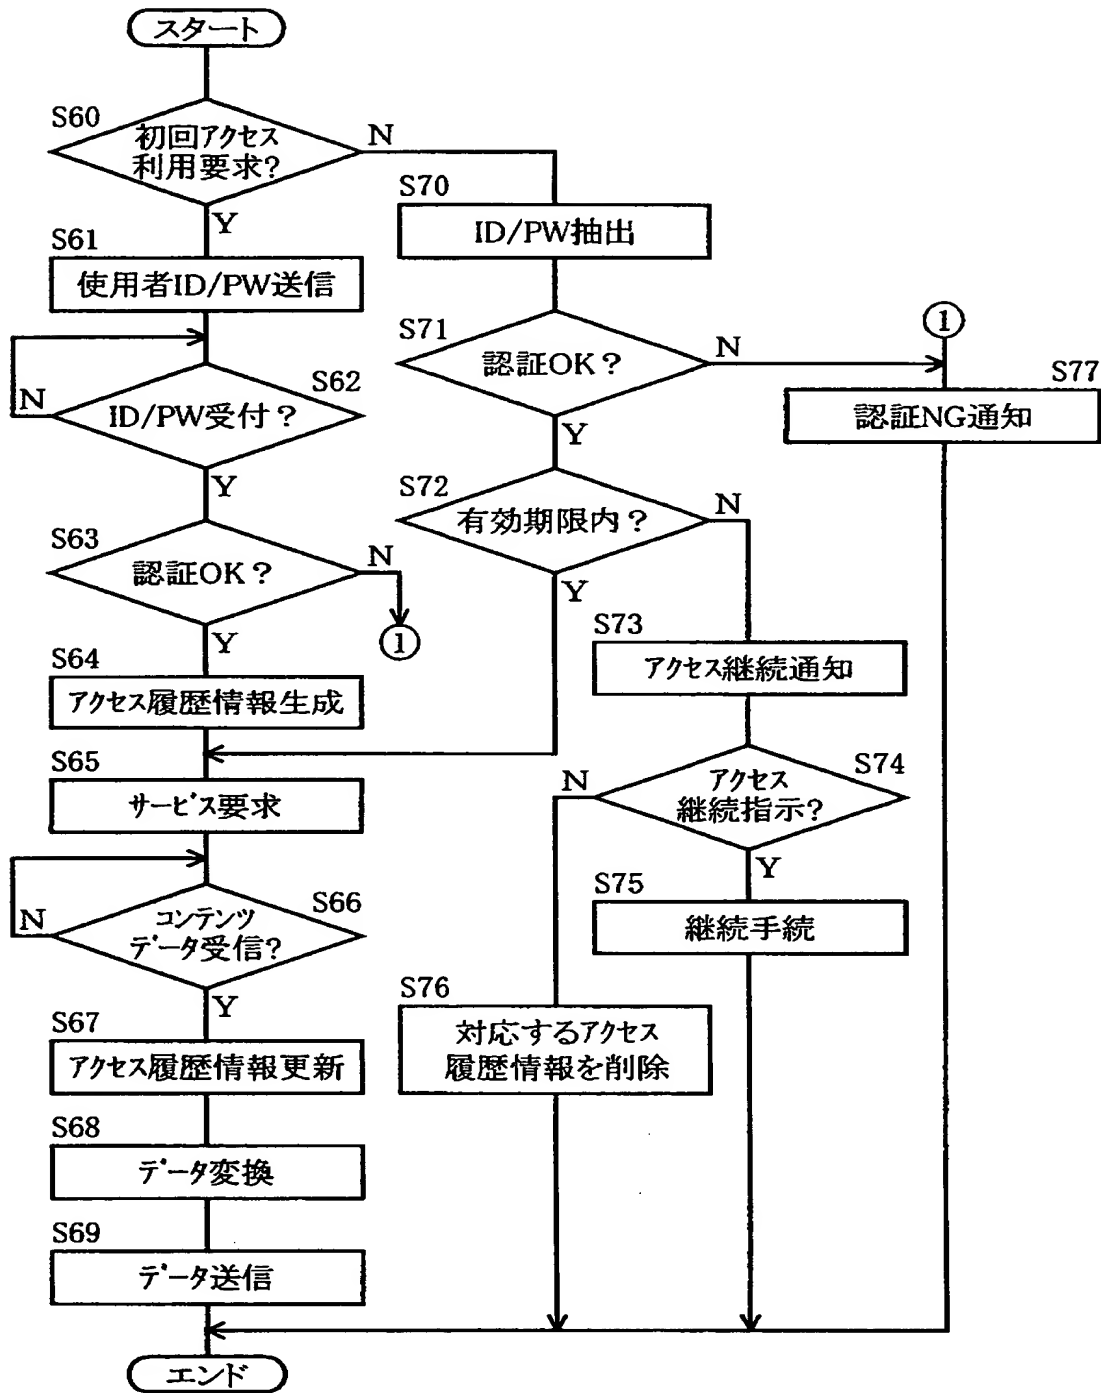 スタート
S60
初回アクセス
利用要求?
N
Y
S61
使用者ID/PW送信
S62
ID/PW受付？
N
Y
S63
認証OK？
N
①
Y
S64
アクセス履歴情報生成
S65
サービス要求
S66
コンテンツ
データ受信?
N
Y
S67
アクセス履歴情報更新
S68
データ変換
S69
データ送信
エンド
S70
ID/PW抽出
S71
認証OK？
N
Y
S72
有効期限内？
N
Y
S73
アクセス継続通知
S74
アクセス
継続指示?
N
Y
S75
継続手続
S76
対応するアクセス
履歴情報を削除
①
S77
認証NG通知